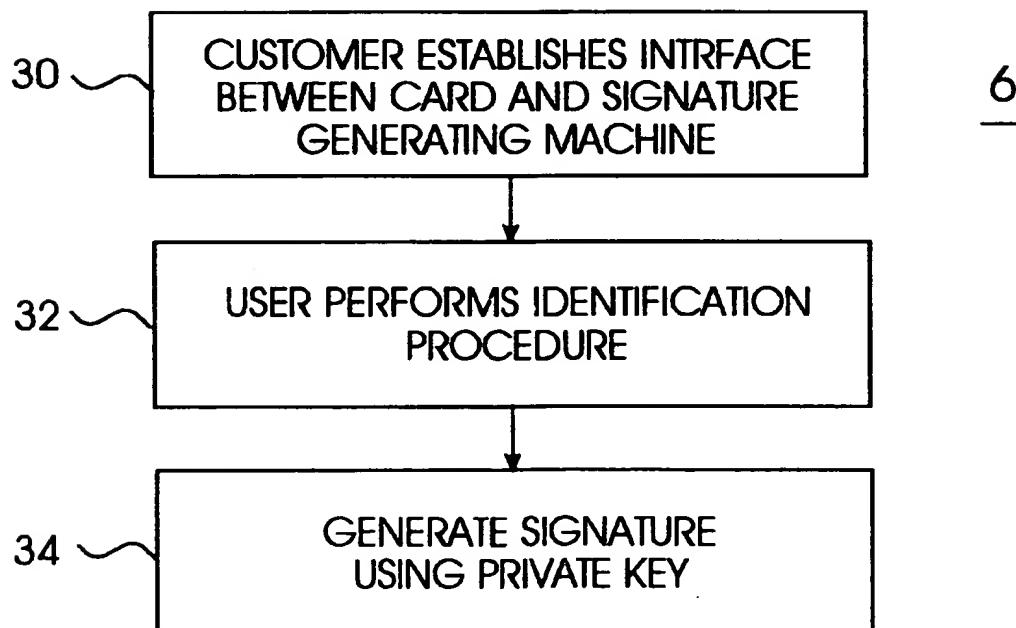 30
CUSTOMER ESTABLISHES INTRFACE
BETWEEN CARD AND SIGNATURE
GENERATING MACHINE
6
32
USER PERFORMS IDENTIFICATION
PROCEDURE
34
GENERATE SIGNATURE
USING PRIVATE KEY